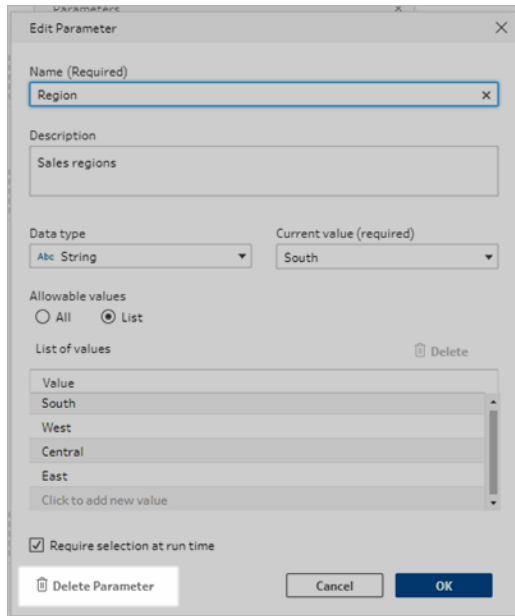 Parameters
Edit Parameter
Name (Required)
Region
Description
Sales regions
Data type
Current value (required)
Abc String
South
Allowable values
All List
List of values
Delete
Value
South
West
Central
East
Click to add new value
Require selection at run time
Delete Parameter
Cancel
OK